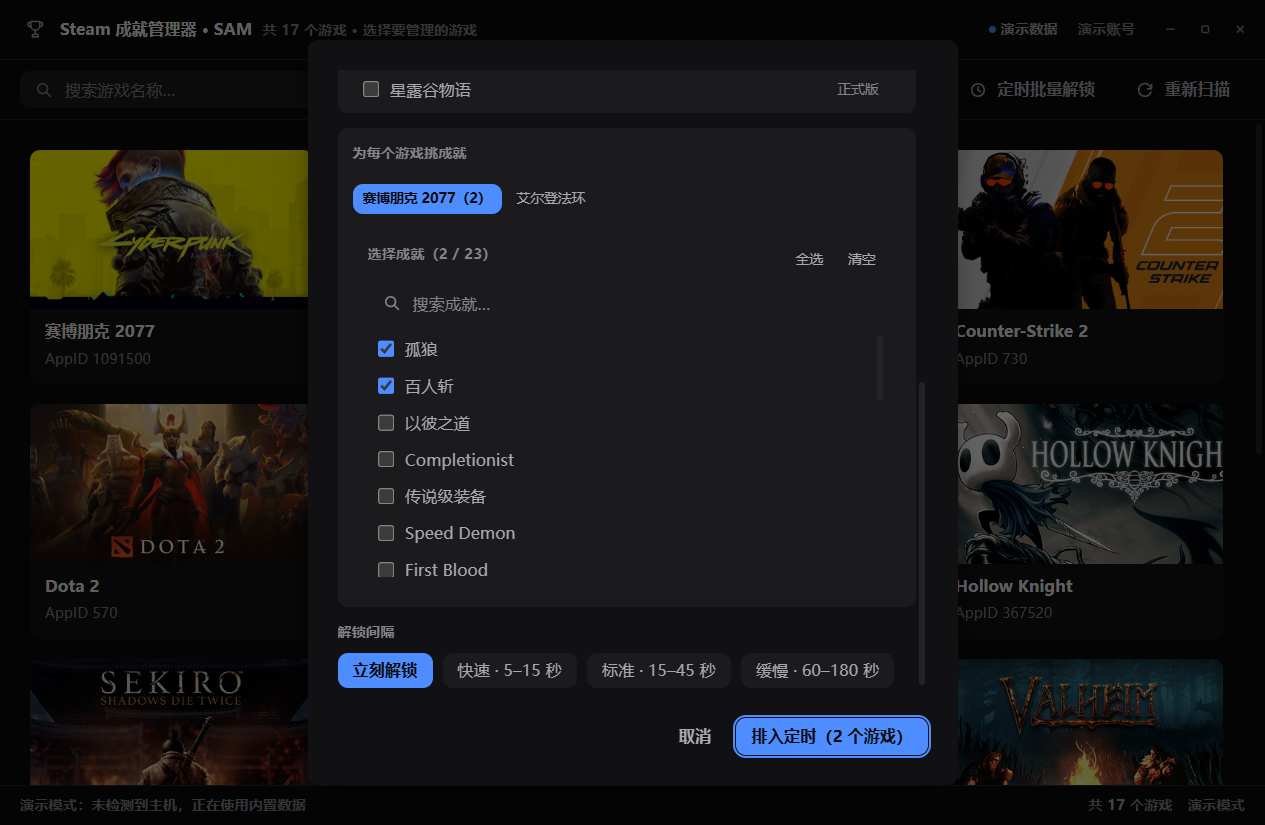 Steam 成就管理器 • SAM 共 17 个游戏 • 选择要管理的游戏
演示数据 演示账号
搜索游戏名称...
定时批量解锁 重新扫描
星露谷物语 正式版
为每个游戏挑成就
赛博朋克 2077（2） 艾尔登法环
选择成就（2 / 23）
全选 清空
搜索成就...
孤狼
百人斩
以彼之道
Completionist
传说级装备
Speed Demon
First Blood
解锁间隔
立刻解锁 快速 · 5–15 秒 标准 · 15–45 秒 缓慢 · 60–180 秒
取消 排入定时（2 个游戏）
CYBERPUNK
赛博朋克 2077
AppID 1091500
COUNTER
STRIKE
2
Counter-Strike 2
AppID 730
DOTA 2
Dota 2
AppID 570
HOLLOW KNIGH
Hollow Knight
AppID 367520
SEKIRO
SHADOWS DIE TWICE
VALHEIM
演示模式：未检测到主机，正在使用内置数据
共 17 个游戏 演示模式